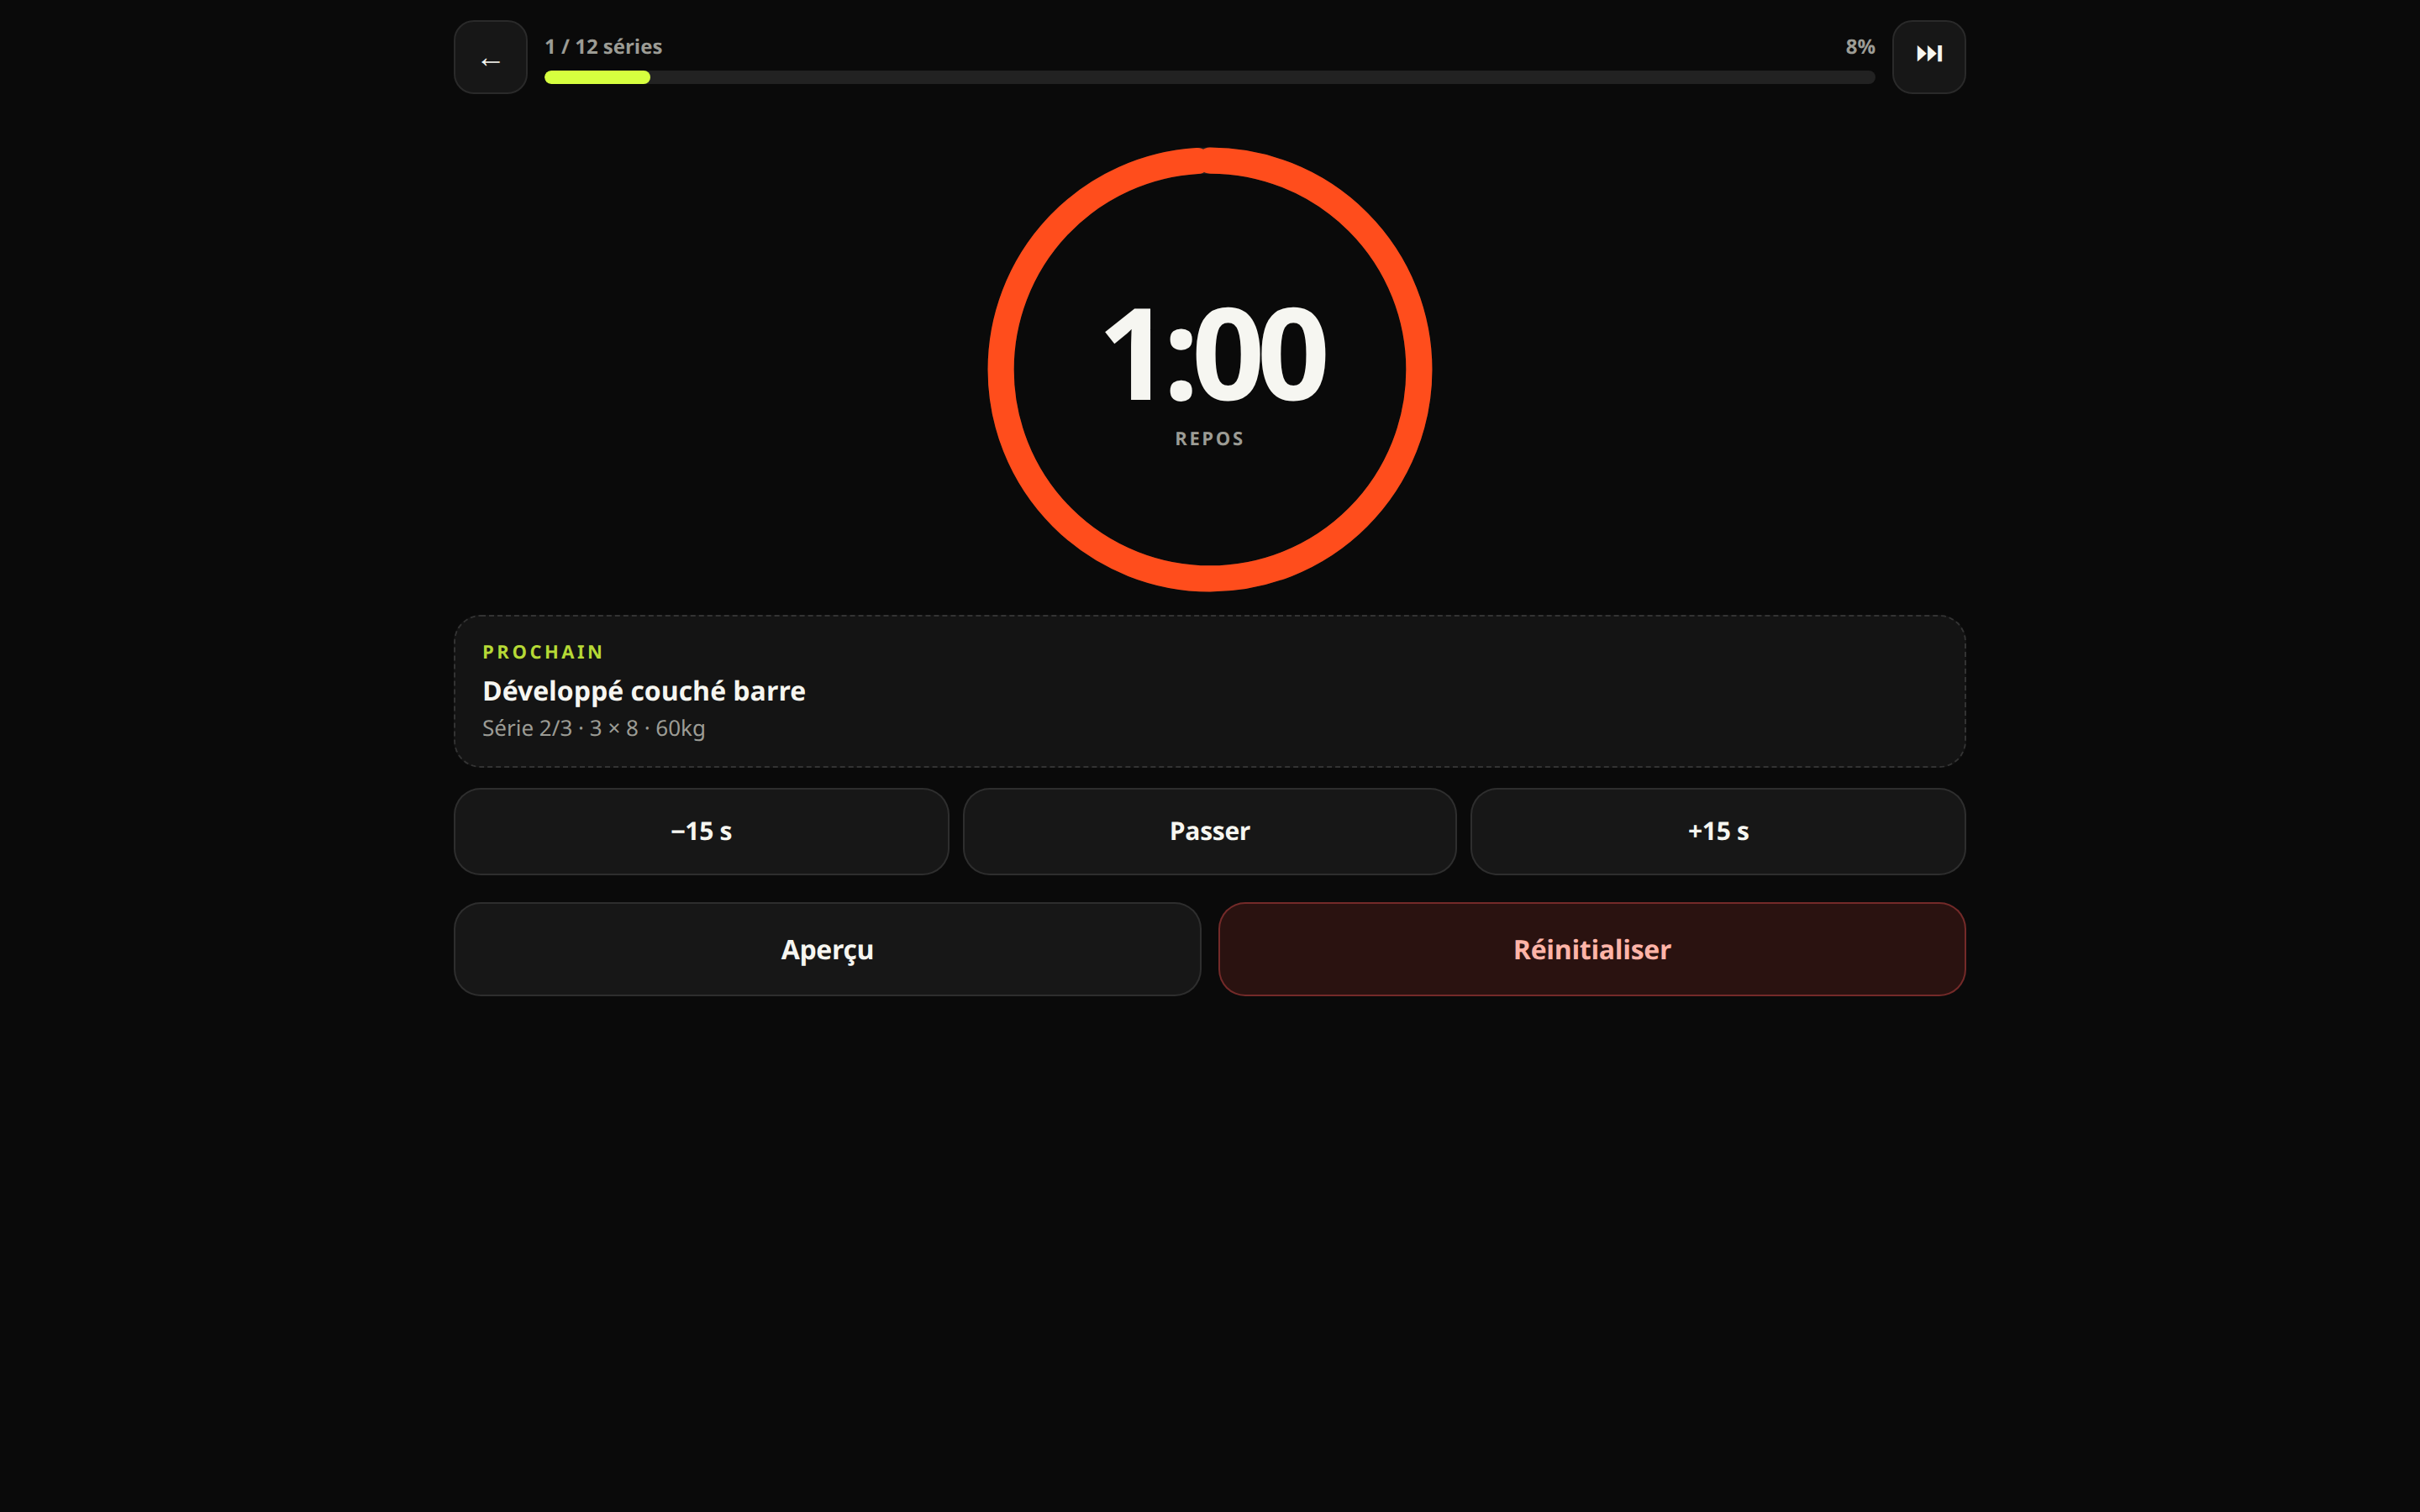 ←
1 / 12 séries
8%
⏭
1:00
REPOS
PROCHAIN
Développé couché barre
Série 2/3 · 3 × 8 · 60kg
−15 s
Passer
+15 s
Aperçu
Réinitialiser